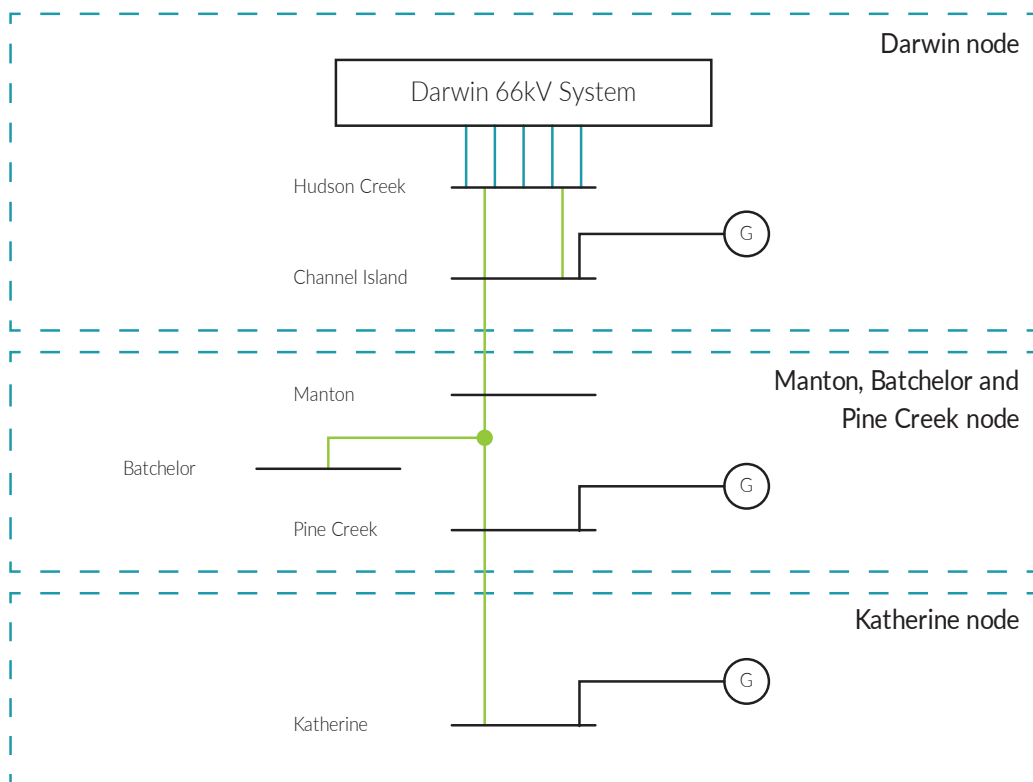 Darwin node
Darwin 66kV System
Hudson Creek
G
Channel Island
Manton, Batchelor and
Pine Creek node
Manton
Batchelor
G
Pine Creek
Katherine node
G
Katherine